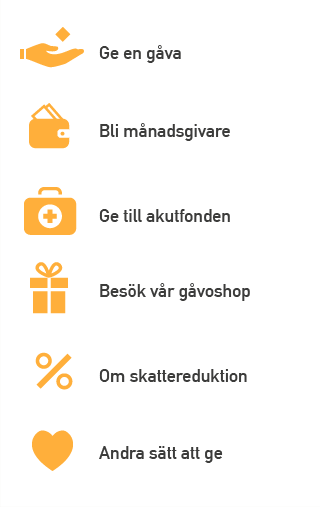 Ge en gåva
Bli månadsgivare
Ge till akutfonden
Besök vår gåvoshop
Om skattereduktion
Andra sätt att ge